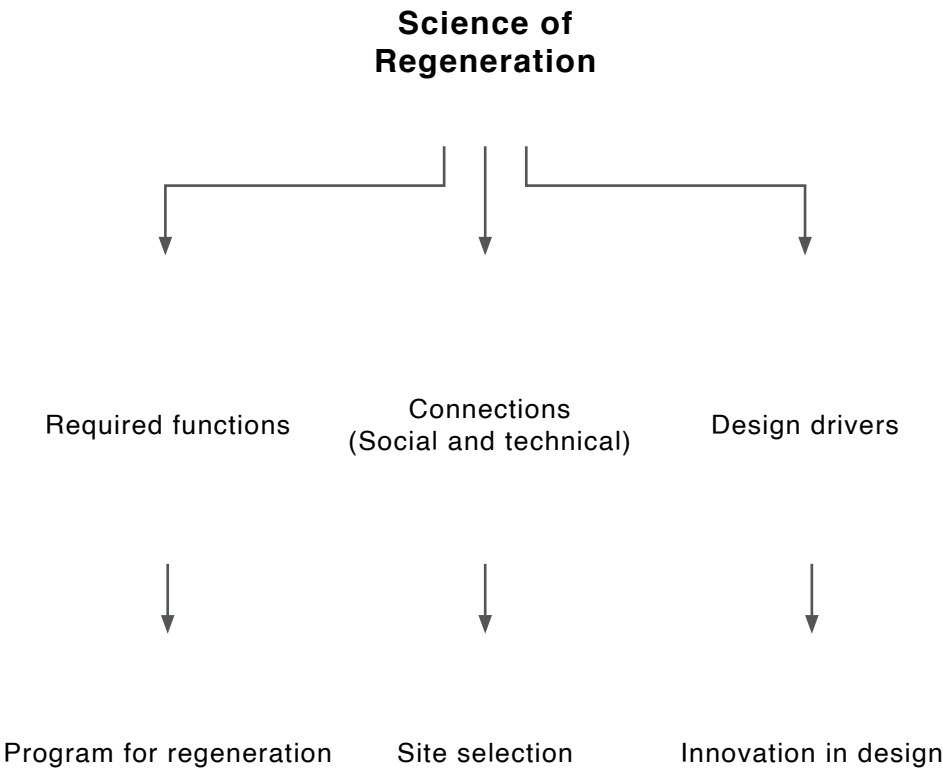 Science of
Regeneration
Required functions
Connections
(Social and technical)
Design drivers
Program for regeneration
Site selection
Innovation in design